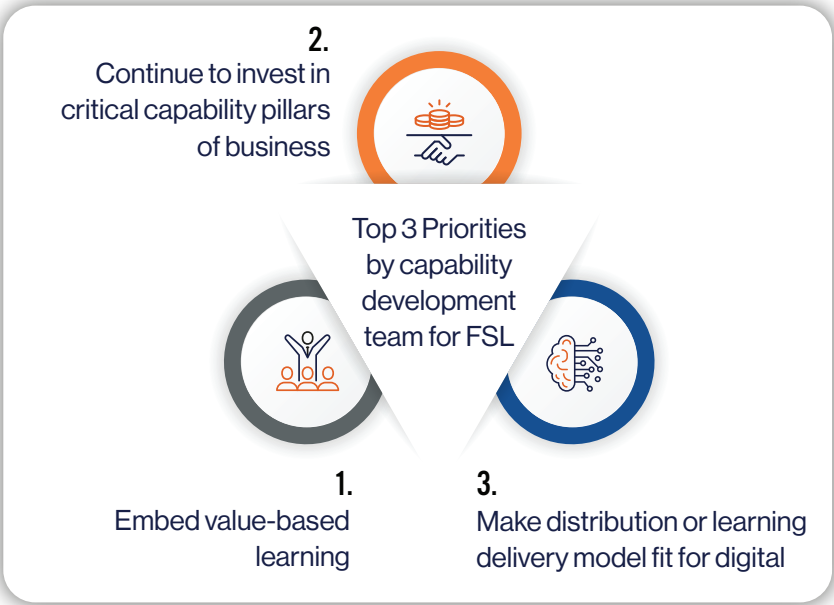 2.
Continue to invest in
critical capability pillars
of business
Top 3 Priorities
by capability
development
team for FSL
1.
Embed value-based
learning
3.
Make distribution or learning
delivery model fit for digital